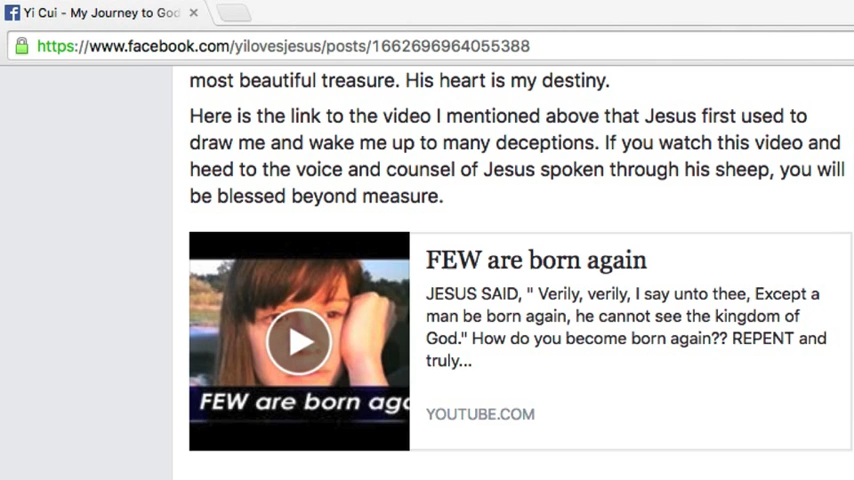 Yi Cui - My Journey to God
https://www.facebook.com/yilovesjesus/posts/1662696964055388
most beautiful treasure. His heart is my destiny.
Here is the link to the video I mentioned above that Jesus first used to
draw me and wake me up to many deceptions. If you watch this video and
heed to the voice and counsel of Jesus spoken through his sheep, you will
be blessed beyond measure.
FEW are born again
JESUS SAID, " Verily, verily, I say unto thee, Except a
man be born again, he cannot see the kingdom of
God." How do you become born again?? REPENT and
truly...
FEW are born aga
YOUTUBE.COM